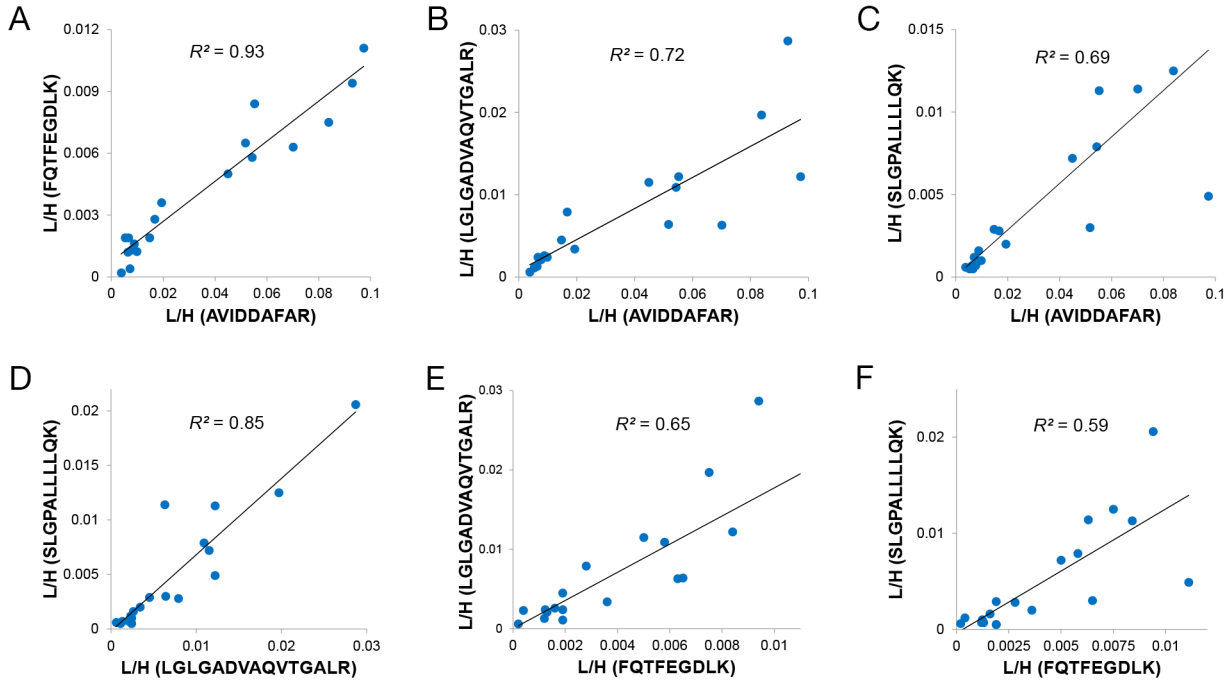 A
R² = 0.93
L/H (FQTFEGDLK)
0.012
0.009
0.006
0.003
0
0 0.02 0.04 0.06 0.08 0.1
L/H (AVIDDAFAR)
B
R² = 0.72
L/H (LGLGADVAQVTGALR)
0.03
0.02
0.01
0
0 0.02 0.04 0.06 0.08 0.1
L/H (AVIDDAFAR)
C
R² = 0.69
L/H (SLGPALLLLQK)
0.015
0.01
0.005
0
0 0.02 0.04 0.06 0.08 0.1
L/H (AVIDDAFAR)
D
R² = 0.85
L/H (SLGPALLLLQK)
0.02
0.015
0.01
0.005
0
0 0.01 0.02 0.03
L/H (LGLGADVAQVTGALR)
E
R² = 0.65
L/H (LGLGADVAQVTGALR)
0.03
0.02
0.01
0
0 0.002 0.004 0.006 0.008 0.01
L/H (FQTFEGDLK)
F
R² = 0.59
L/H (SLGPALLLLQK)
0.02
0.01
0
0 0.0025 0.005 0.0075 0.01
L/H (FQTFEGDLK)